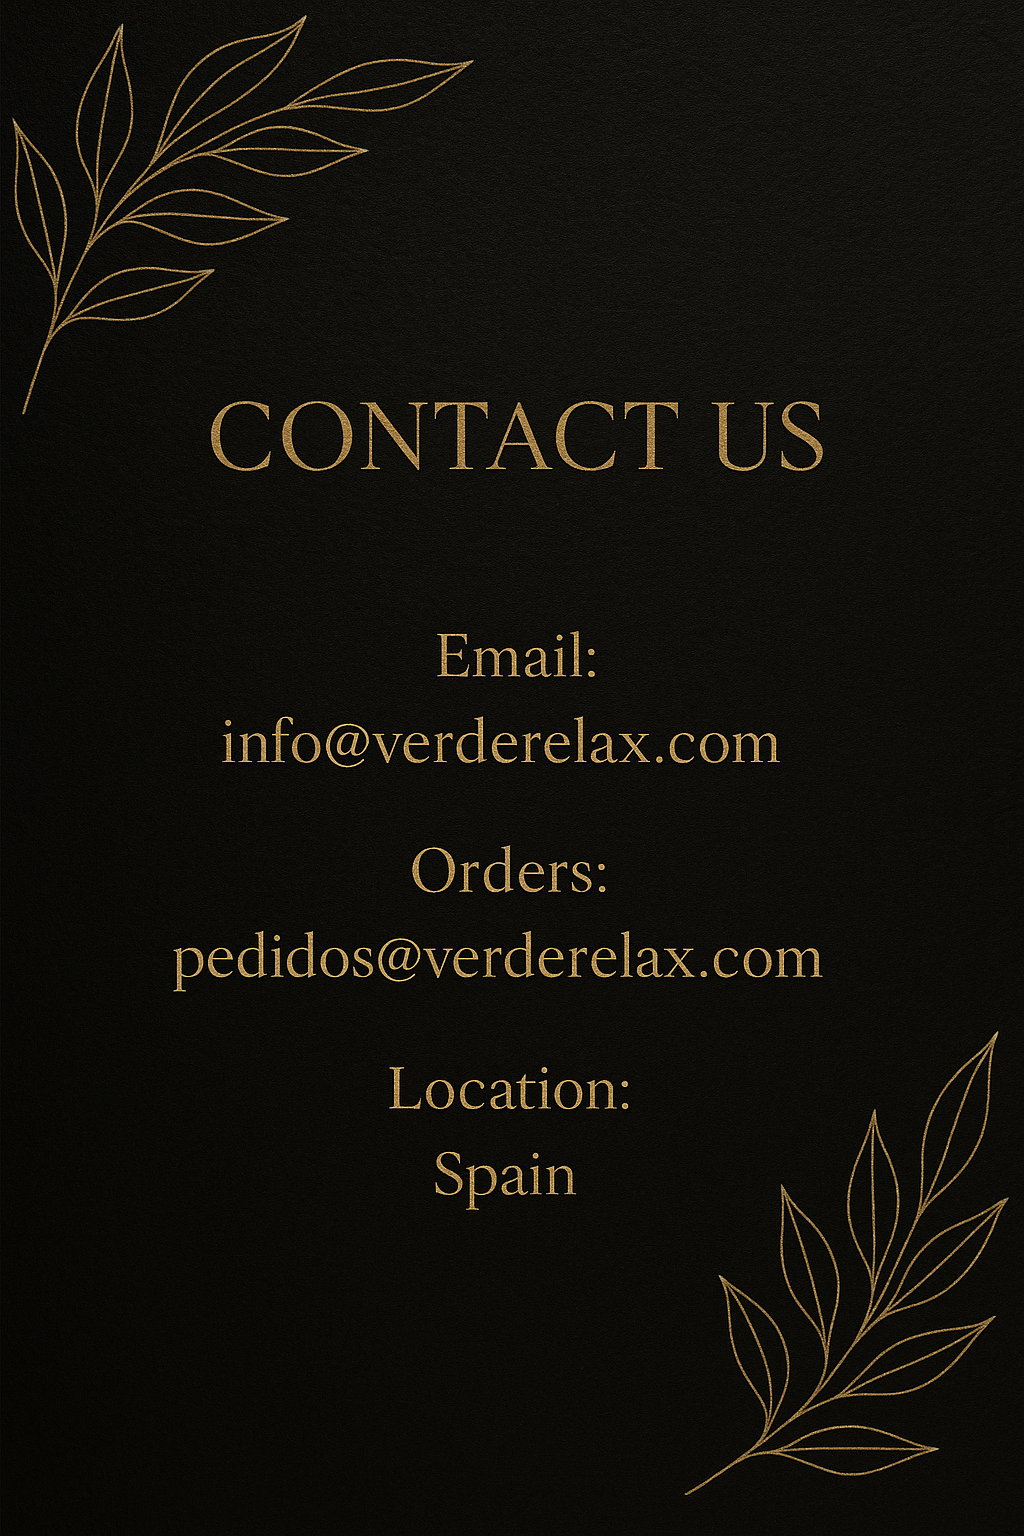 CONTACT US
Email:
info@verderelax.com
Orders:
pedidos@verderelax.com
Location:
Spain